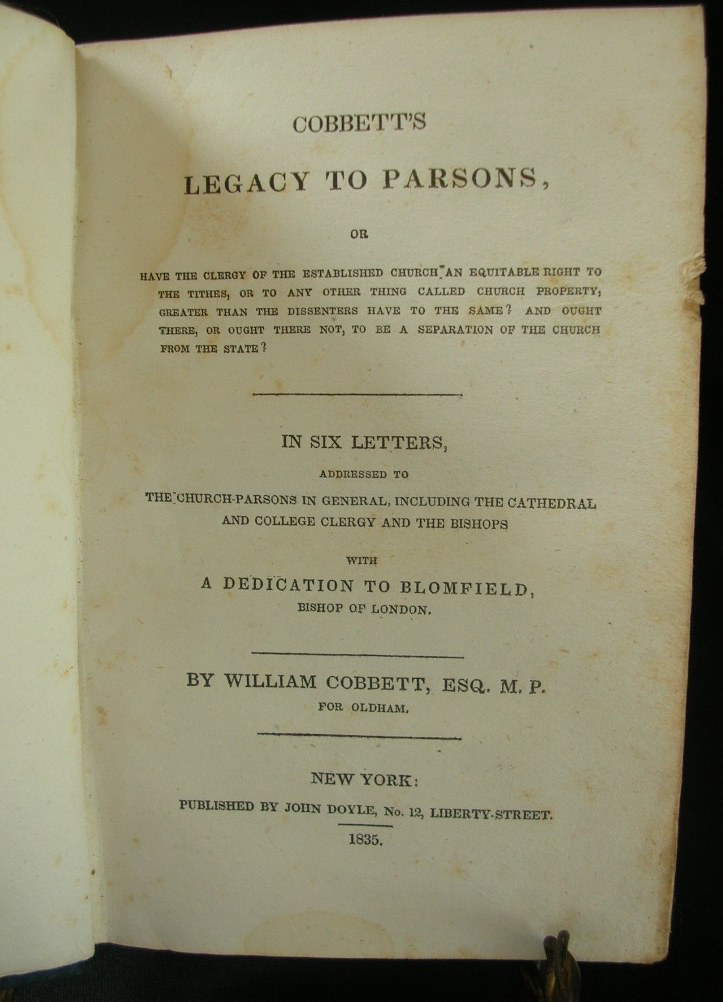 COBBETT'S
LEGACY TO PARSONS,
OR
HAVE THE CLERGY OF THE ESTABLISHED CHURCH AN EQUITABLE RIGHT TO
THE TITHES, OR TO ANY OTHER THING CALLED CHURCH PROPERTY,
GREATER THAN THE DISSENTERS HAVE TO THE SAME? AND OUGHT
THERE, OR OUGHT THERE NOT, TO BE A SEPARATION OF THE CHURCH
FROM THE STATE?
IN SIX LETTERS,
ADDRESSED TO
THE CHURCH-PARSONS IN GENERAL, INCLUDING THE CATHEDRAL
AND COLLEGE CLERGY AND THE BISHOPS
WITH
A DEDICATION TO BLOMFIELD,
BISHOP OF LONDON.
BY WILLIAM COBBETT, ESQ. M. P.
FOR OLDHAM.
NEW YORK:
PUBLISHED BY JOHN DOYLE, No. 12, LIBERTY-STREET.
1835.